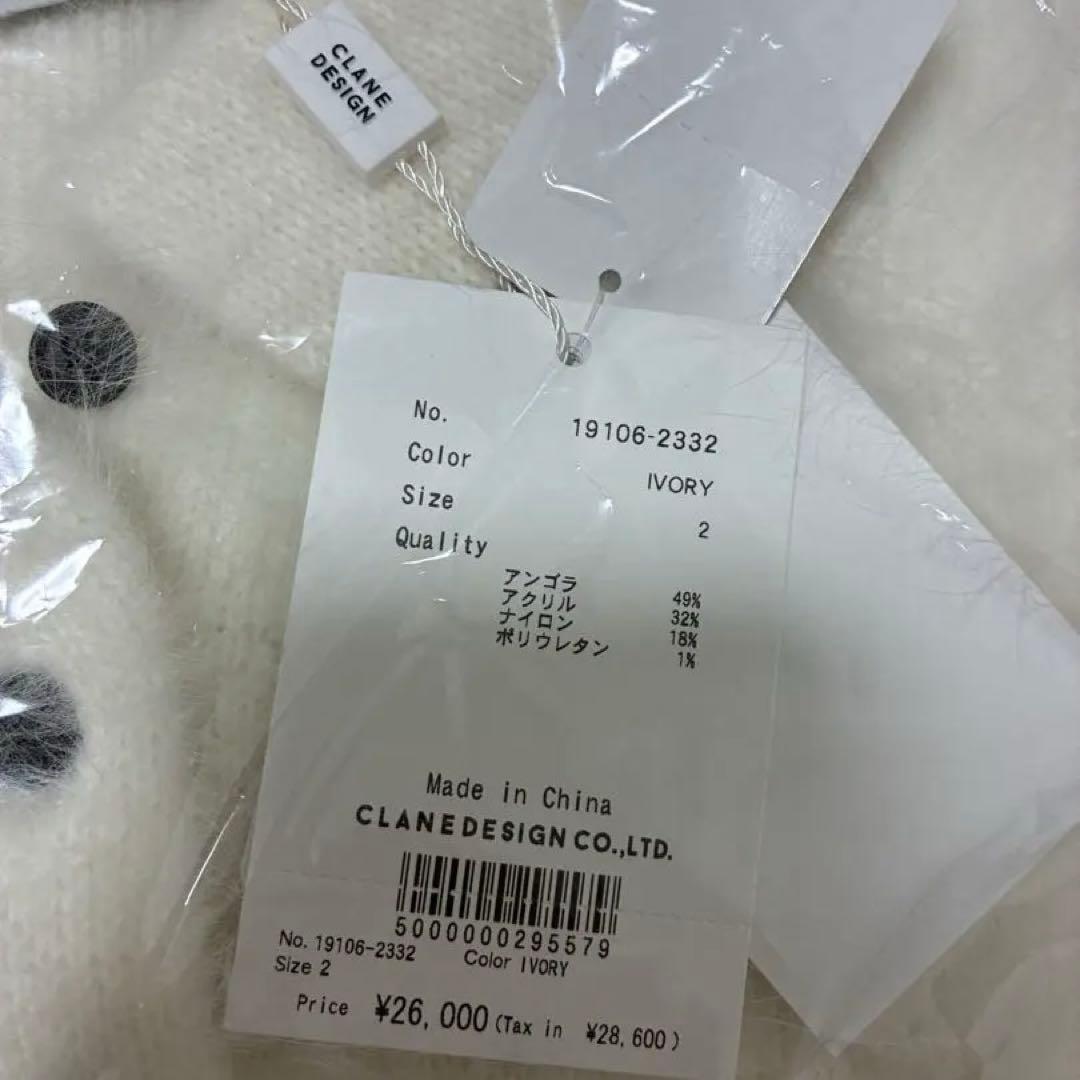 CLANE
DESIGN
No. 19106-2332
Color IVORY
Size 2
Quality
アンゴラ 49%
アクリル 32%
ナイロン 18%
ポリウレタン 1%
Made in China
CLANEDESIGN CO.,LTD.
5000000295579
No. 19106-2332 Color IVORY
Size 2
Price ¥26,000 (Tax in ¥28,600)